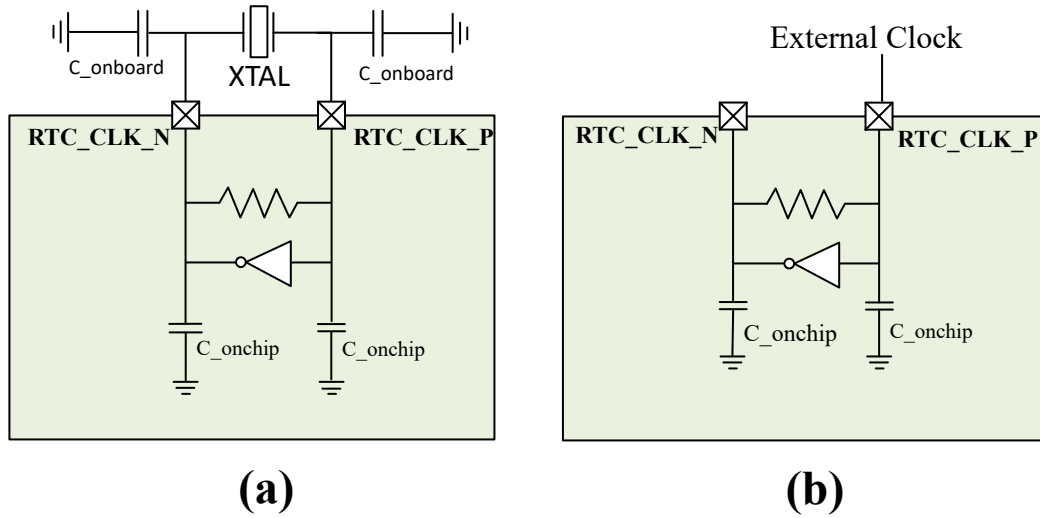 External Clock
C_onboard
XTAL
C_onboard
RTC_CLK_N
RTC_CLK_P
RTC_CLK_N
RTC_CLK_P
C_onchip
C_onchip
C_onchip
C_onchip
(a)
(b)